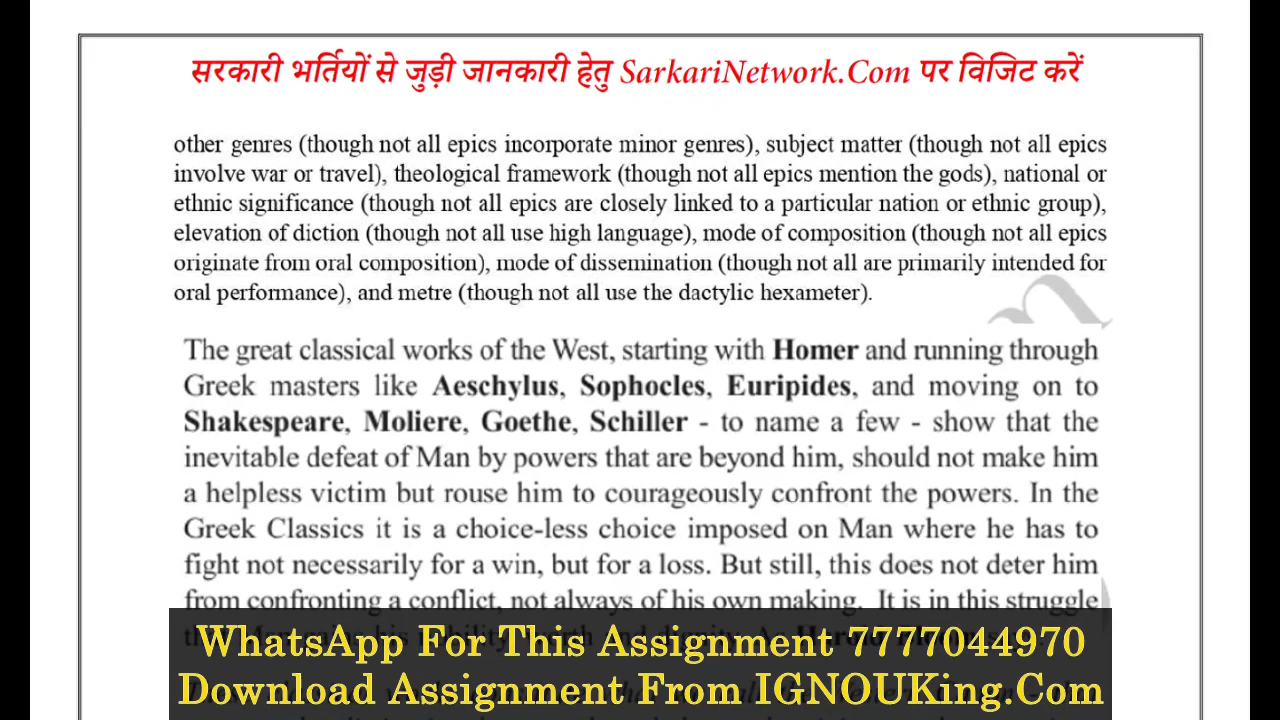 सरकारी भर्तियों से जुड़ी जानकारी हेतु SarkariNetwork.Com पर विजिट करें
other genres (though not all epics incorporate minor genres), subject matter (though not all epics
involve war or travel), theological framework (though not all epics mention the gods), national or
ethnic significance (though not all epics are closely linked to a particular nation or ethnic group),
elevation of diction (though not all use high language), mode of composition (though not all epics
originate from oral composition), mode of dissemination (though not all are primarily intended for
oral performance), and metre (though not all use the dactylic hexameter).
The great classical works of the West, starting with Homer and running through
Greek masters like Aeschylus, Sophocles, Euripides, and moving on to
Shakespeare, Moliere, Goethe, Schiller - to name a few - show that the
inevitable defeat of Man by powers that are beyond him, should not make him
a helpless victim but rouse him to courageously confront the powers. In the
Greek Classics it is a choice-less choice imposed on Man where he has to
fight not necessarily for a win, but for a loss. But still, this does not deter him
from confronting a conflict, not always of his own making. It is in this struggle
WhatsApp For This Assignment 7777044970
Download Assignment From IGNOUKing.Com